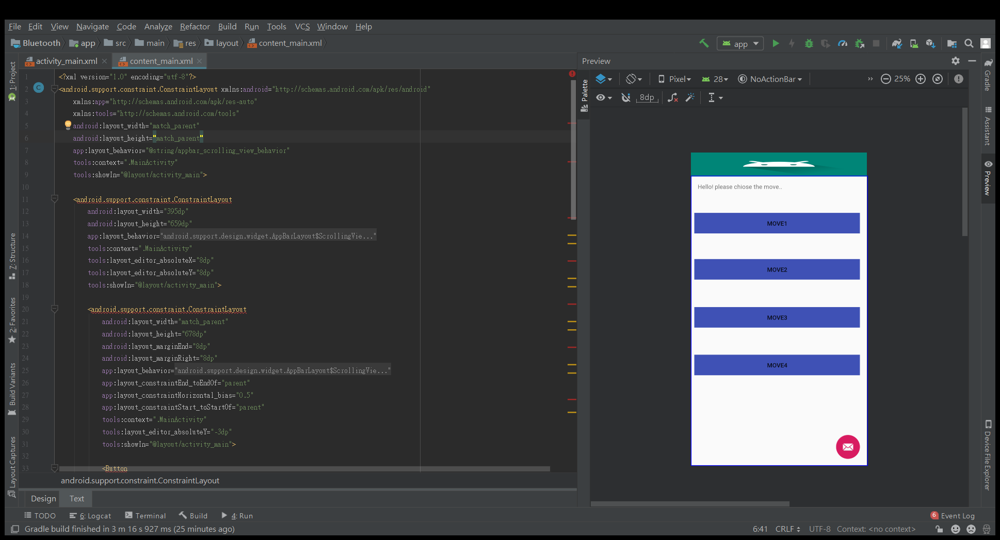 File Edit View Navigate Code Analyze Refactor Build Run Tools VCS Window Help
Bluetooth app src main res layout content_main.xml
app
activity_main.xml content_main.xml
Preview
1: Project
7: Structure
2: Favorites
Build Variants
Layout Captures
1 <?xml version="1.0" encoding="utf-8"?>
2 <android.support.constraint.ConstraintLayout xmlns:android="http://schemas.android.com/apk/res/android"
3 xmlns:app="http://schemas.android.com/apk/res-auto"
4 xmlns:tools="http://schemas.android.com/tools"
5 android:layout_width="match_parent"
6 android:layout_height="match_parent"
7 app:layout_behavior="@string/appbar_scrolling_view_behavior"
8 tools:context=".MainActivity"
9 tools:showIn="@layout/activity_main">
10
11 <android.support.constraint.ConstraintLayout
12 android:layout_width="395dp"
13 android:layout_height="659dp"
14 app:layout_behavior="android.support.design.widget.AppBarLayout$ScrollingVie..."
15 tools:context=".MainActivity"
16 tools:layout_editor_absoluteX="8dp"
17 tools:layout_editor_absoluteY="8dp"
18 tools:showIn="@layout/activity_main">
19
20 <android.support.constraint.ConstraintLayout
21 android:layout_width="match_parent"
22 android:layout_height="678dp"
23 android:layout_marginEnd="8dp"
24 android:layout_marginRight="8dp"
25 app:layout_behavior="android.support.design.widget.AppBarLayout$ScrollingVie..."
26 app:layout_constraintEnd_toEndOf="parent"
27 app:layout_constraintHorizontal_bias="0.5"
28 app:layout_constraintStart_toStartOf="parent"
29 tools:context=".MainActivity"
30 tools:layout_editor_absoluteY="-3dp"
31 tools:showIn="@layout/activity_main">
32
33 <Button
android.support.constraint.ConstraintLayout
Design Text
Palette
Pixel 28 NoActionBar » 25%
8dp
Hello! please chiose the move..
MOVE1
MOVE2
MOVE3
MOVE4
Gradle
Assistant
Preview
Device File Explorer
TODO 6: Logcat Terminal Build 4: Run
6 Event Log
Gradle build finished in 3 m 16 s 927 ms (25 minutes ago)
6:41 CRLF UTF-8 Context: <no context>